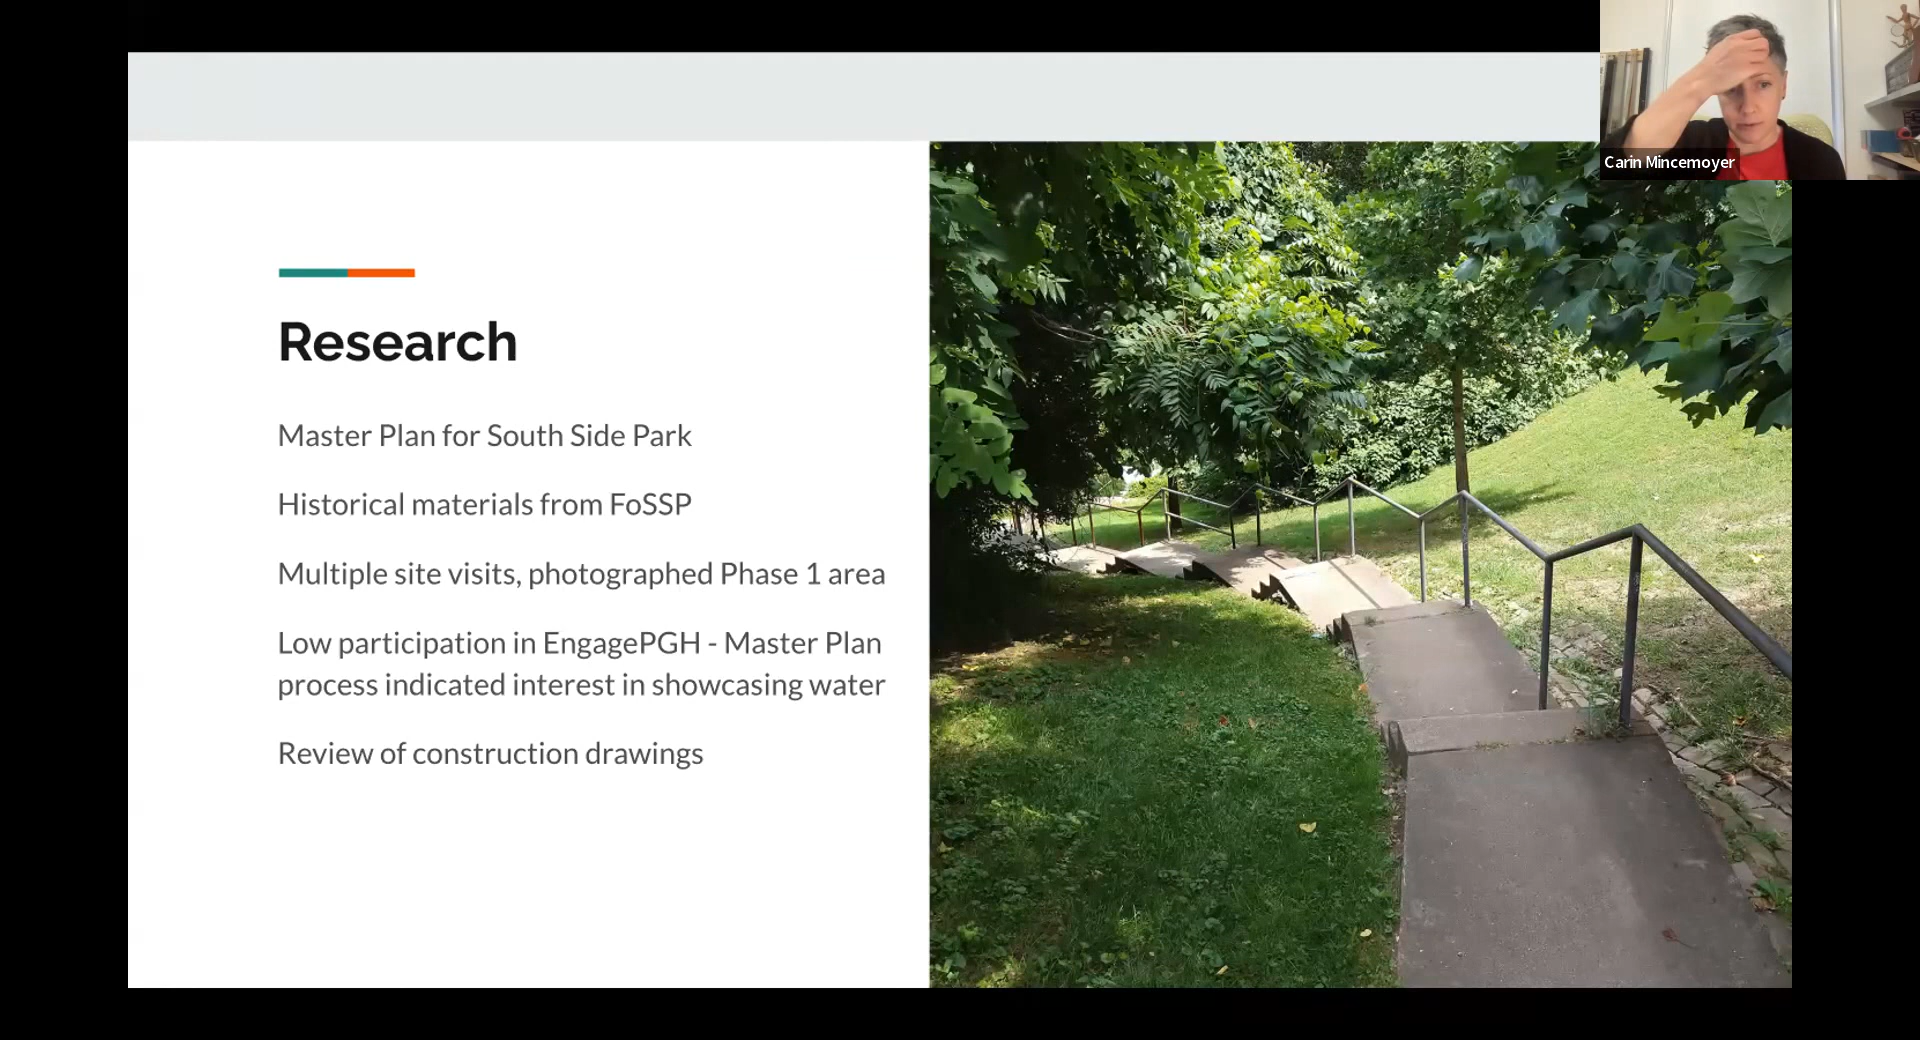 Carin Mincemoyer
Research
Master Plan for South Side Park
Historical materials from FoSSP
Multiple site visits, photographed Phase 1 area
Low participation in EngagePGH - Master Plan
process indicated interest in showcasing water
Review of construction drawings